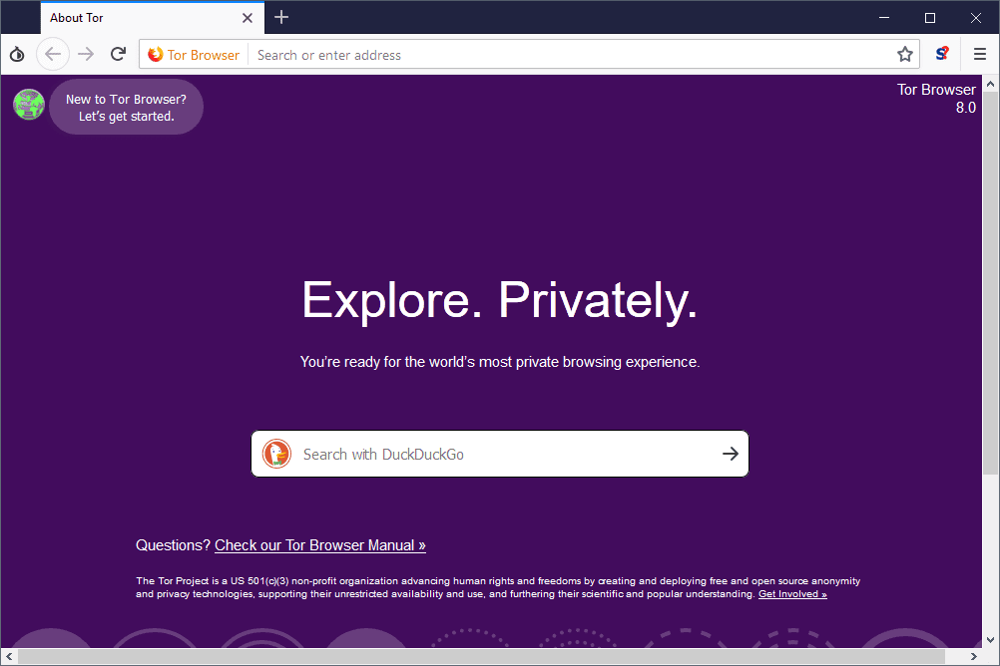 About Tor
Tor Browser
Search or enter address
S?
New to Tor Browser?
Let's get started.
Tor Browser
8.0
Explore. Privately.
You’re ready for the world’s most private browsing experience.
Search with DuckDuckGo
Questions? Check our Tor Browser Manual »
The Tor Project is a US 501(c)(3) non-profit organization advancing human rights and freedoms by creating and deploying free and open source anonymity
and privacy technologies, supporting their unrestricted availability and use, and furthering their scientific and popular understanding. Get Involved »